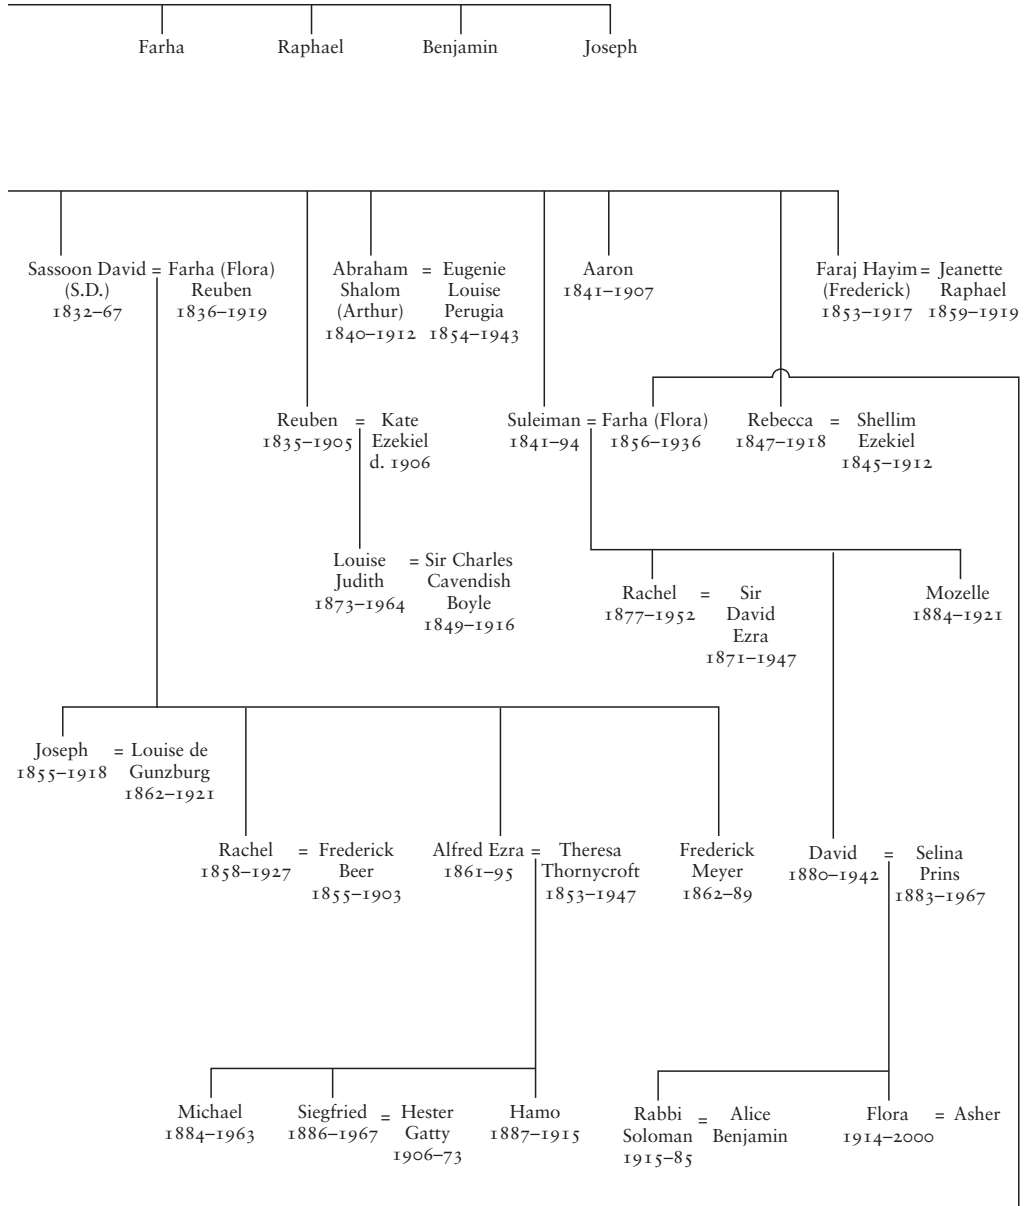 Farha Raphael Benjamin Joseph
Sassoon David = Farha (Flora)
(S.D.) Reuben
1832–67 1836–1919
Abraham = Eugenie
Shalom Louise
(Arthur) Perugia
1840–1912 1854–1943
Aaron
1841–1907
Faraj Hayim = Jeanette
(Frederick) Raphael
1853–1917 1859–1919
Reuben = Kate
1835–1905 Ezekiel
d. 1906
Suleiman = Farha (Flora)
1841–94 1856–1936
Rebecca = Shellim
1847–1918 Ezekiel
1845–1912
Louise = Sir Charles
Judith Cavendish
1873–1964 Boyle
1849–1916
Rachel = Sir
1877–1952 David
Ezra
1871–1947
Mozelle
1884–1921
Joseph = Louise de
1855–1918 Gunzburg
1862–1921
Rachel = Frederick
1858–1927 Beer
1855–1903
Alfred Ezra = Theresa
1861–95 Thornycroft
1853–1947
Frederick
Meyer
1862–89
David = Selina
1880–1942 Prins
1883–1967
Michael
1884–1963
Siegfried = Hester
1886–1967 Gatty
1906–73
Hamo
1887–1915
Rabbi = Alice
Soloman Benjamin
1915–85
Flora = Asher
1914–2000